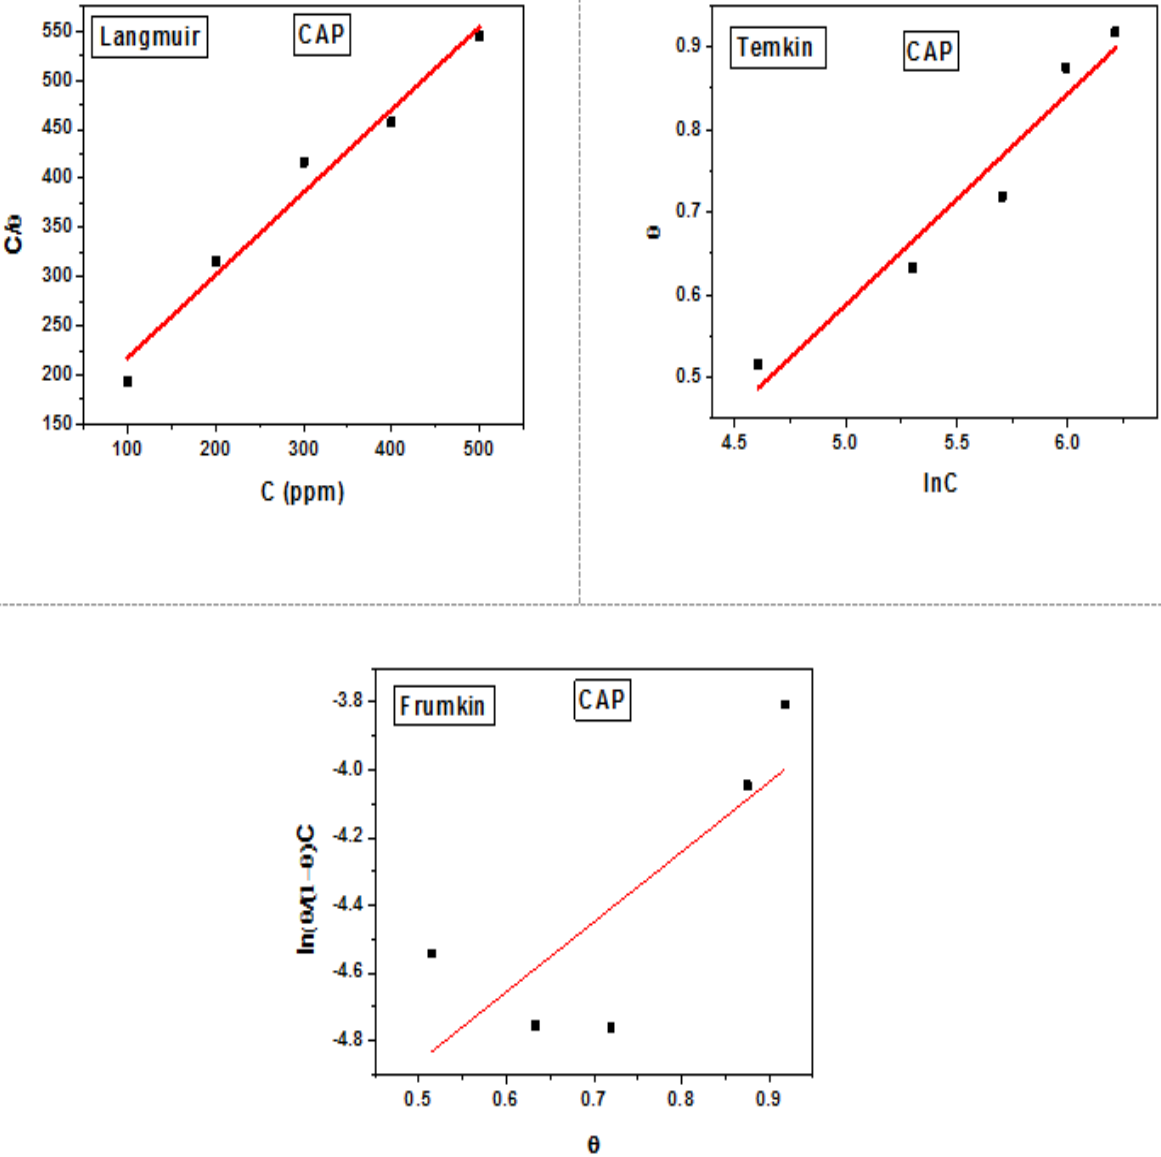 Langmuir
CAP
550
500
450
400
350
300
250
200
150
C/θ
100 200 300 400 500
C (ppm)
Temkin
CAP
0.9
0.8
0.7
0.6
0.5
θ
4.5 5.0 5.5 6.0
lnC
Frumkin
CAP
-3.8
-4.0
-4.2
-4.4
-4.6
-4.8
ln(θ/(1−θ)C
0.5 0.6 0.7 0.8 0.9
θ